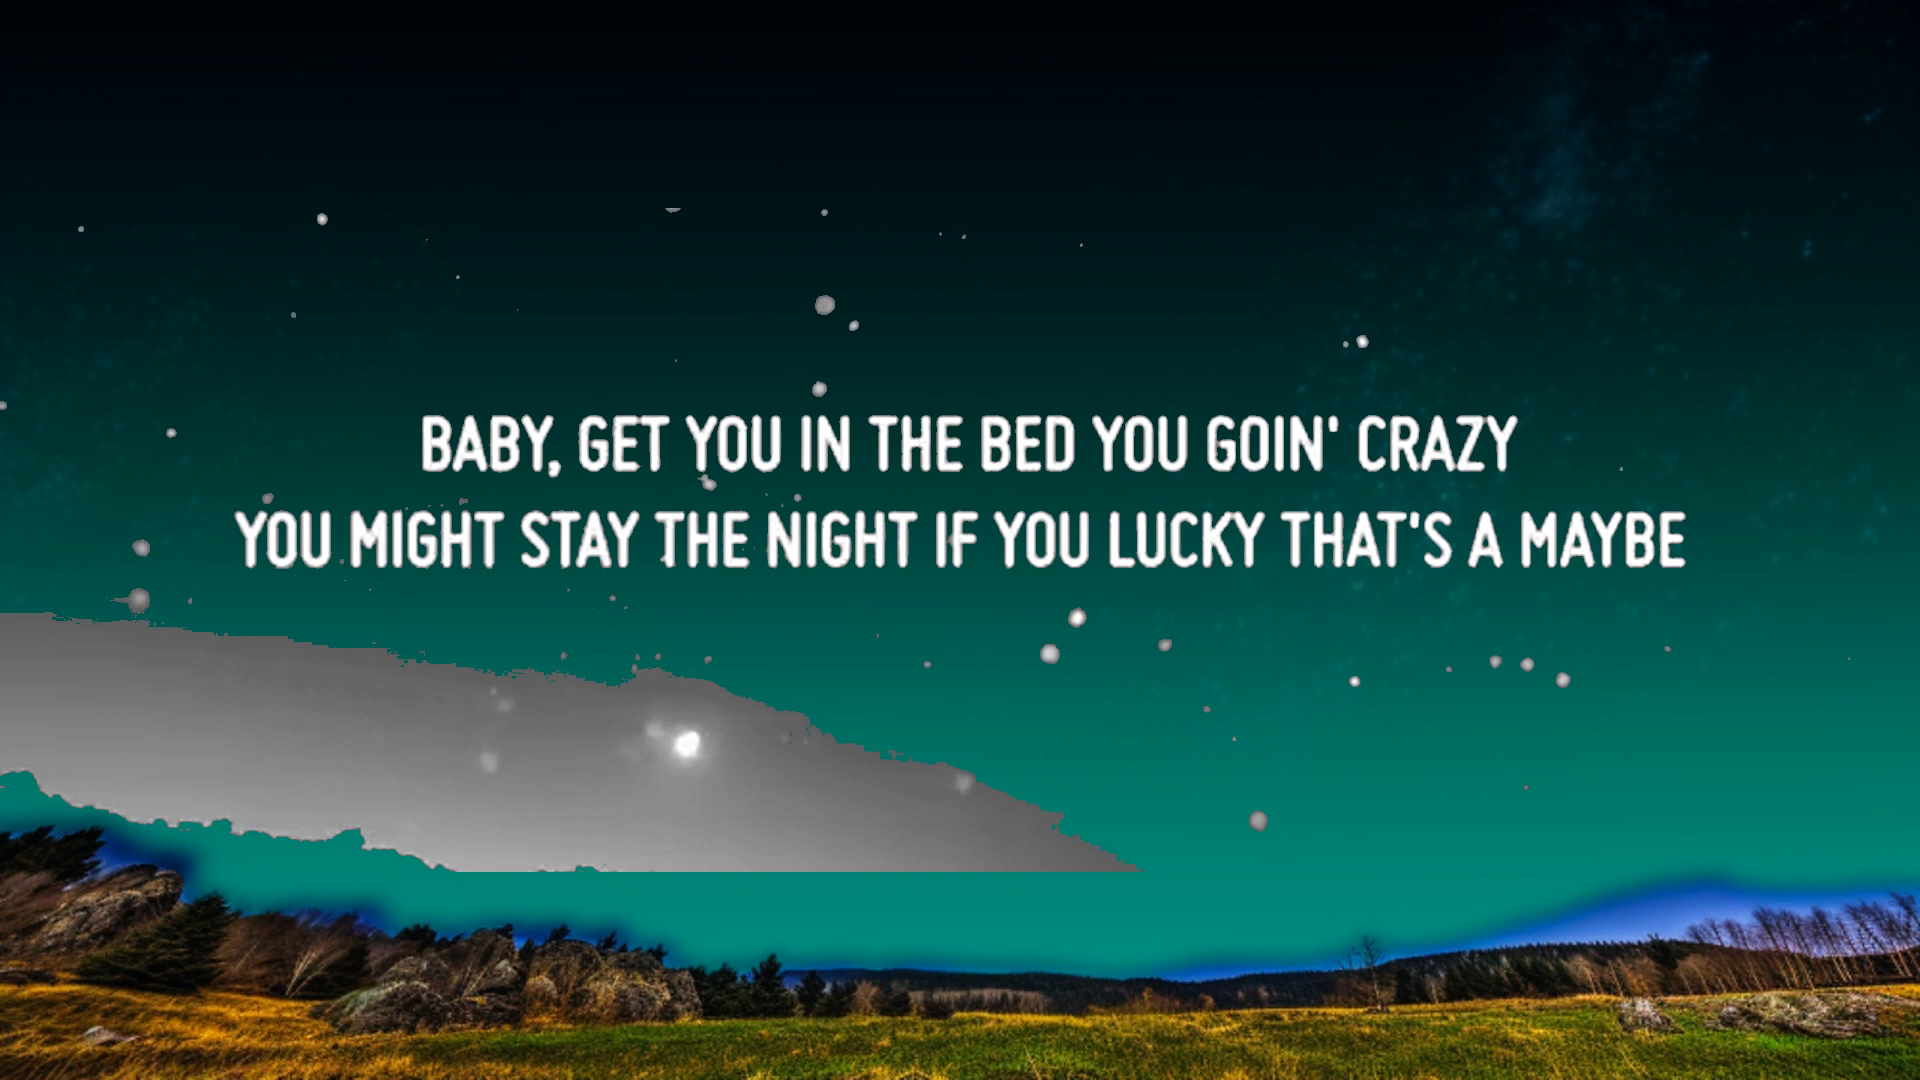 BABY, GET YOU IN THE BED YOU GOIN' CRAZY
YOU MIGHT STAY THE NIGHT IF YOU LUCKY THAT'S A MAYBE